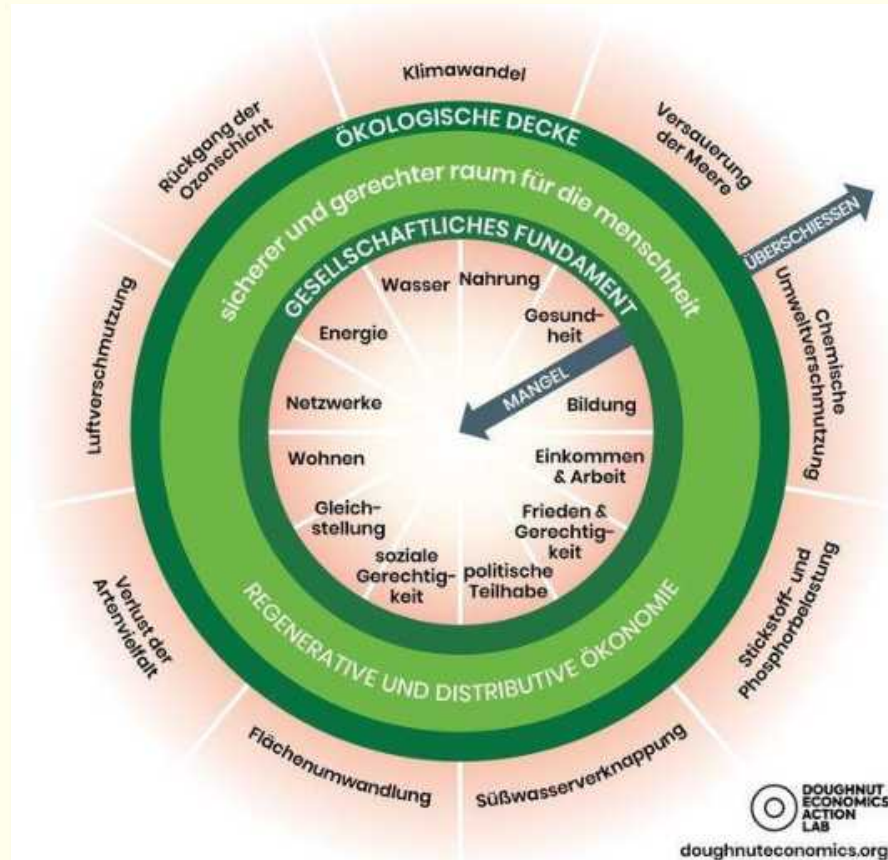 Klimawandel
Versauerung
der Meere
ÜBERSCHIESSEN
Chemische
Umweltverschmutzung
Stickstoff- und
Phosphorbelastung
Süßwasserverknappung
Flächenumwandlung
Verlust der
Artenvielfalt
Luftverschmutzung
Rückgang der
Ozonschicht
ÖKOLOGISCHE DECKE
sicherer und gerechter raum für die menschheit
GESELLSCHAFTLICHES FUNDAMENT
Wasser
Nahrung
Gesund-
heit
MANGEL
Bildung
Einkommen
& Arbeit
Frieden &
Gerechtig-
keit
politische
Teilhabe
soziale
Gerechtig-
keit
Gleich-
stellung
Wohnen
Netzwerke
Energie
REGENERATIVE UND DISTRIBUTIVE ÖKONOMIE
DOUGHNUT
ECONOMICS
ACTION
LAB
doughnuteconomics.org